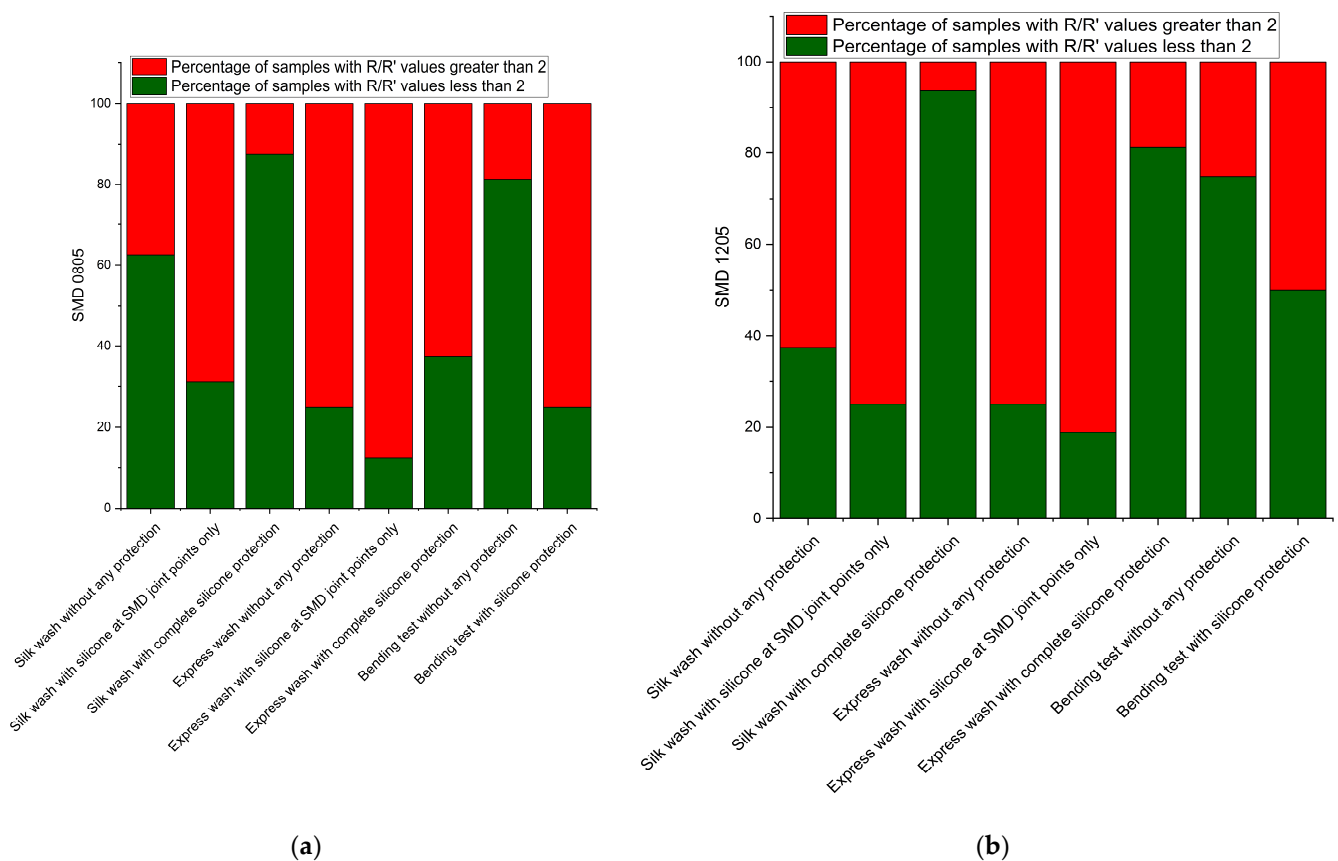 Percentage of samples with R/R' values greater than 2
Percentage of samples with R/R' values less than 2
100
80
60
40
20
0
SMD 0805
Silk wash without any protection
Silk wash with silicone at SMD joint points only
Silk wash with complete silicone protection
Express wash without any protection
Express wash with silicone at SMD joint points only
Express wash with complete silicone protection
Bending test without any protection
Bending test with silicone protection
(a)
Percentage of samples with R/R' values greater than 2
Percentage of samples with R/R' values less than 2
100
80
60
40
20
0
SMD 1205
Silk wash without any protection
Silk wash with silicone at SMD joint points only
Silk wash with complete silicone protection
Express wash without any protection
Express wash with silicone at SMD joint points only
Express wash with complete silicone protection
Bending test without any protection
Bending test with silicone protection
(b)